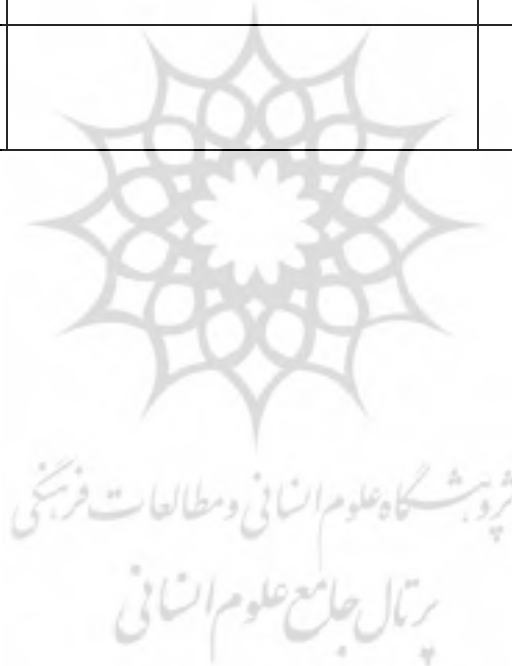 پژوهشگاه علوم انسانی و مطالعات فرهنگی
پرتال جامع علوم انسانی